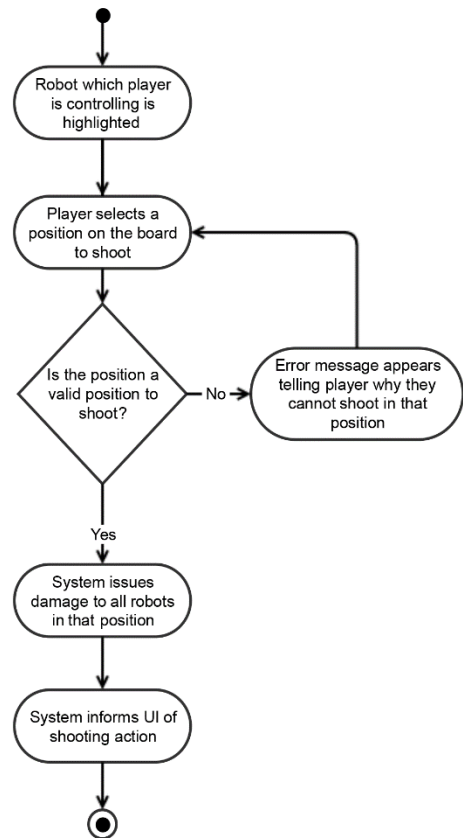 Robot which player
is controlling is
highlighted
Player selects a
position on the board
to shoot
Is the position a
valid position to
shoot?
No
Error message appears
telling player why they
cannot shoot in that
position
Yes
System issues
damage to all robots
in that position
System informs UI of
shooting action